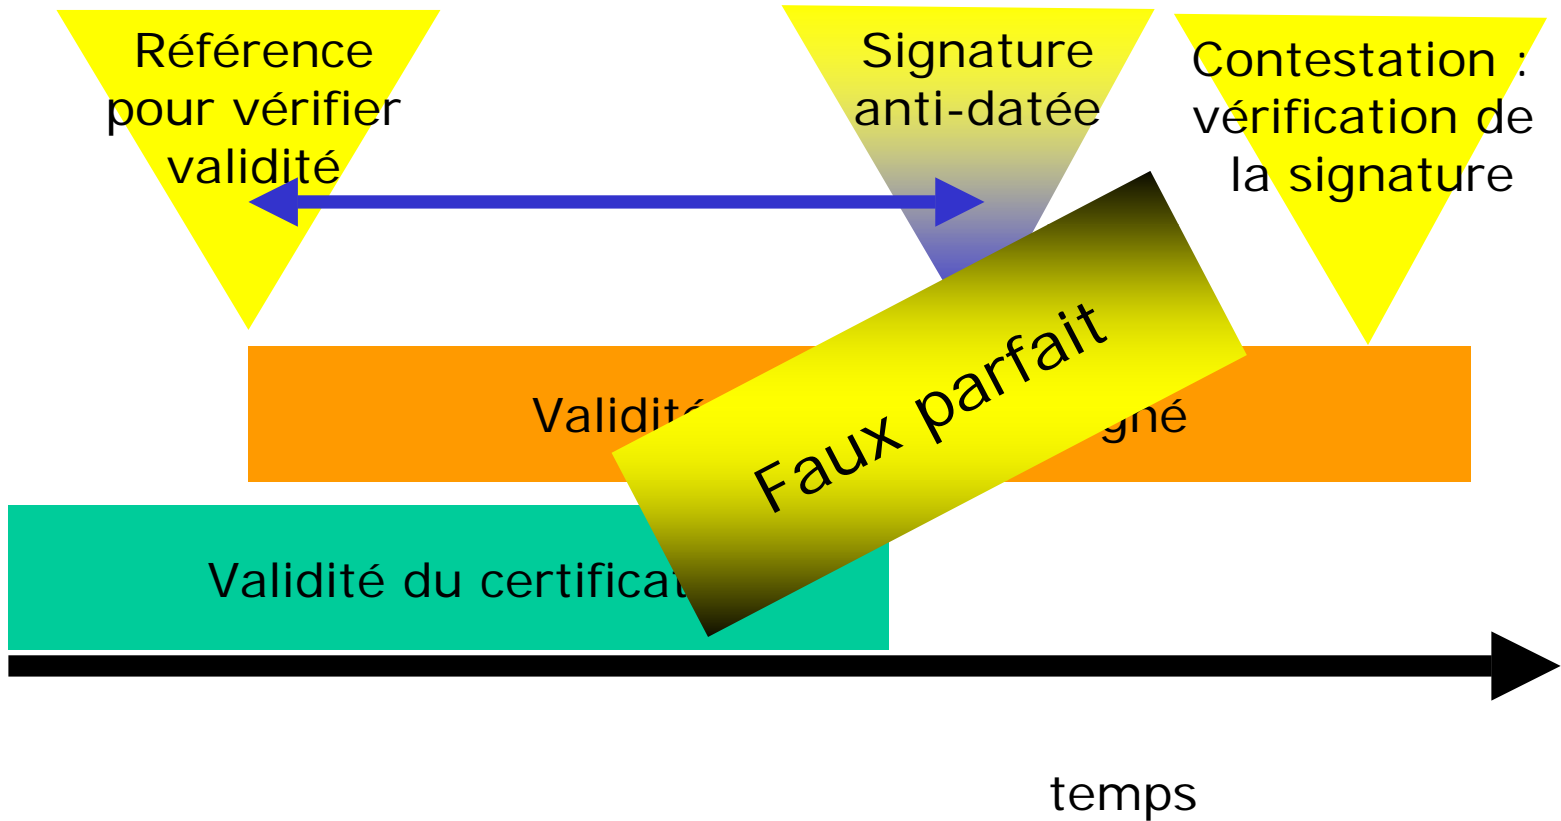 Référence
pour vérifier
validité
Signature
anti-datée
Contestation :
vérification de
la signature
Faux parfait
Validité
gné
Validité du certificat
temps